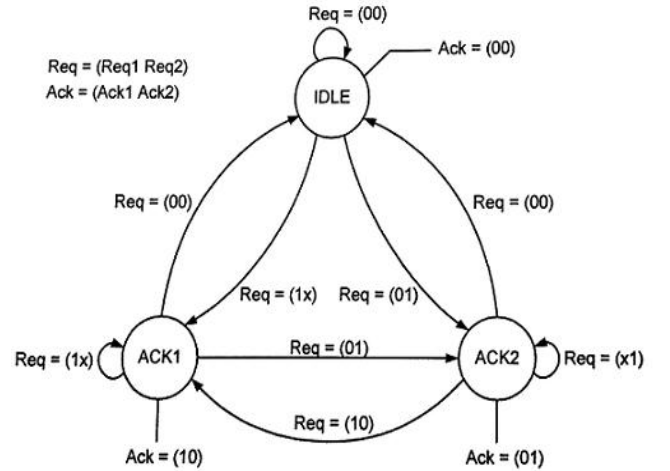 Req = (00)
Ack = (00)
Req = (Req1 Req2)
Ack = (Ack1 Ack2)
IDLE
Req = (00)
Req = (00)
Req = (1x)
Req = (01)
Req = (1x)
ACK1
Req = (01)
ACK2
Req = (x1)
Req = (10)
Ack = (10)
Ack = (01)